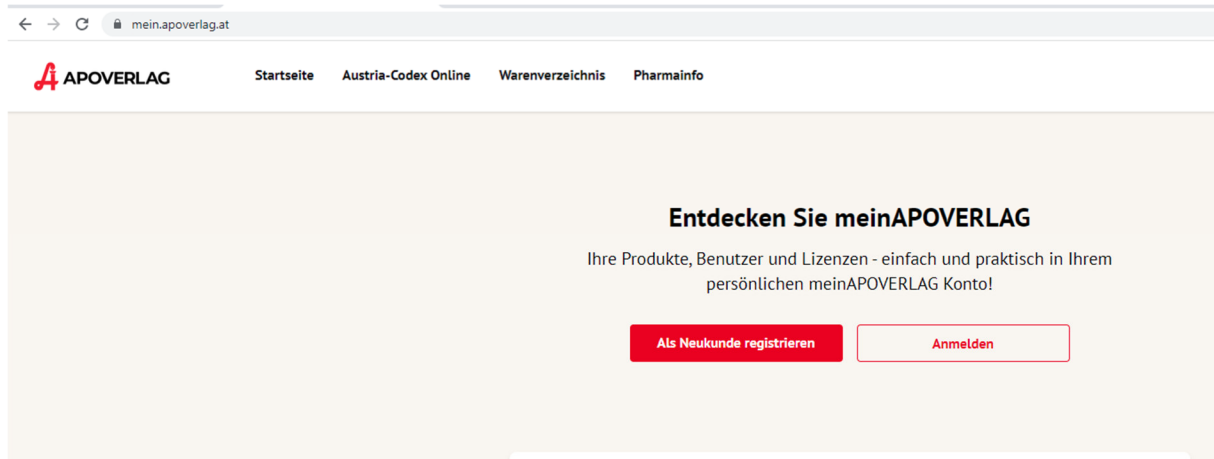 mein.apoverlag.at
APOVERLAG Startseite Austria-Codex Online Warenverzeichnis Pharmainfo
Entdecken Sie meinAPOVERLAG
Ihre Produkte, Benutzer und Lizenzen - einfach und praktisch in Ihrem
persönlichen meinAPOVERLAG Konto!
Als Neukunde registrieren Anmelden